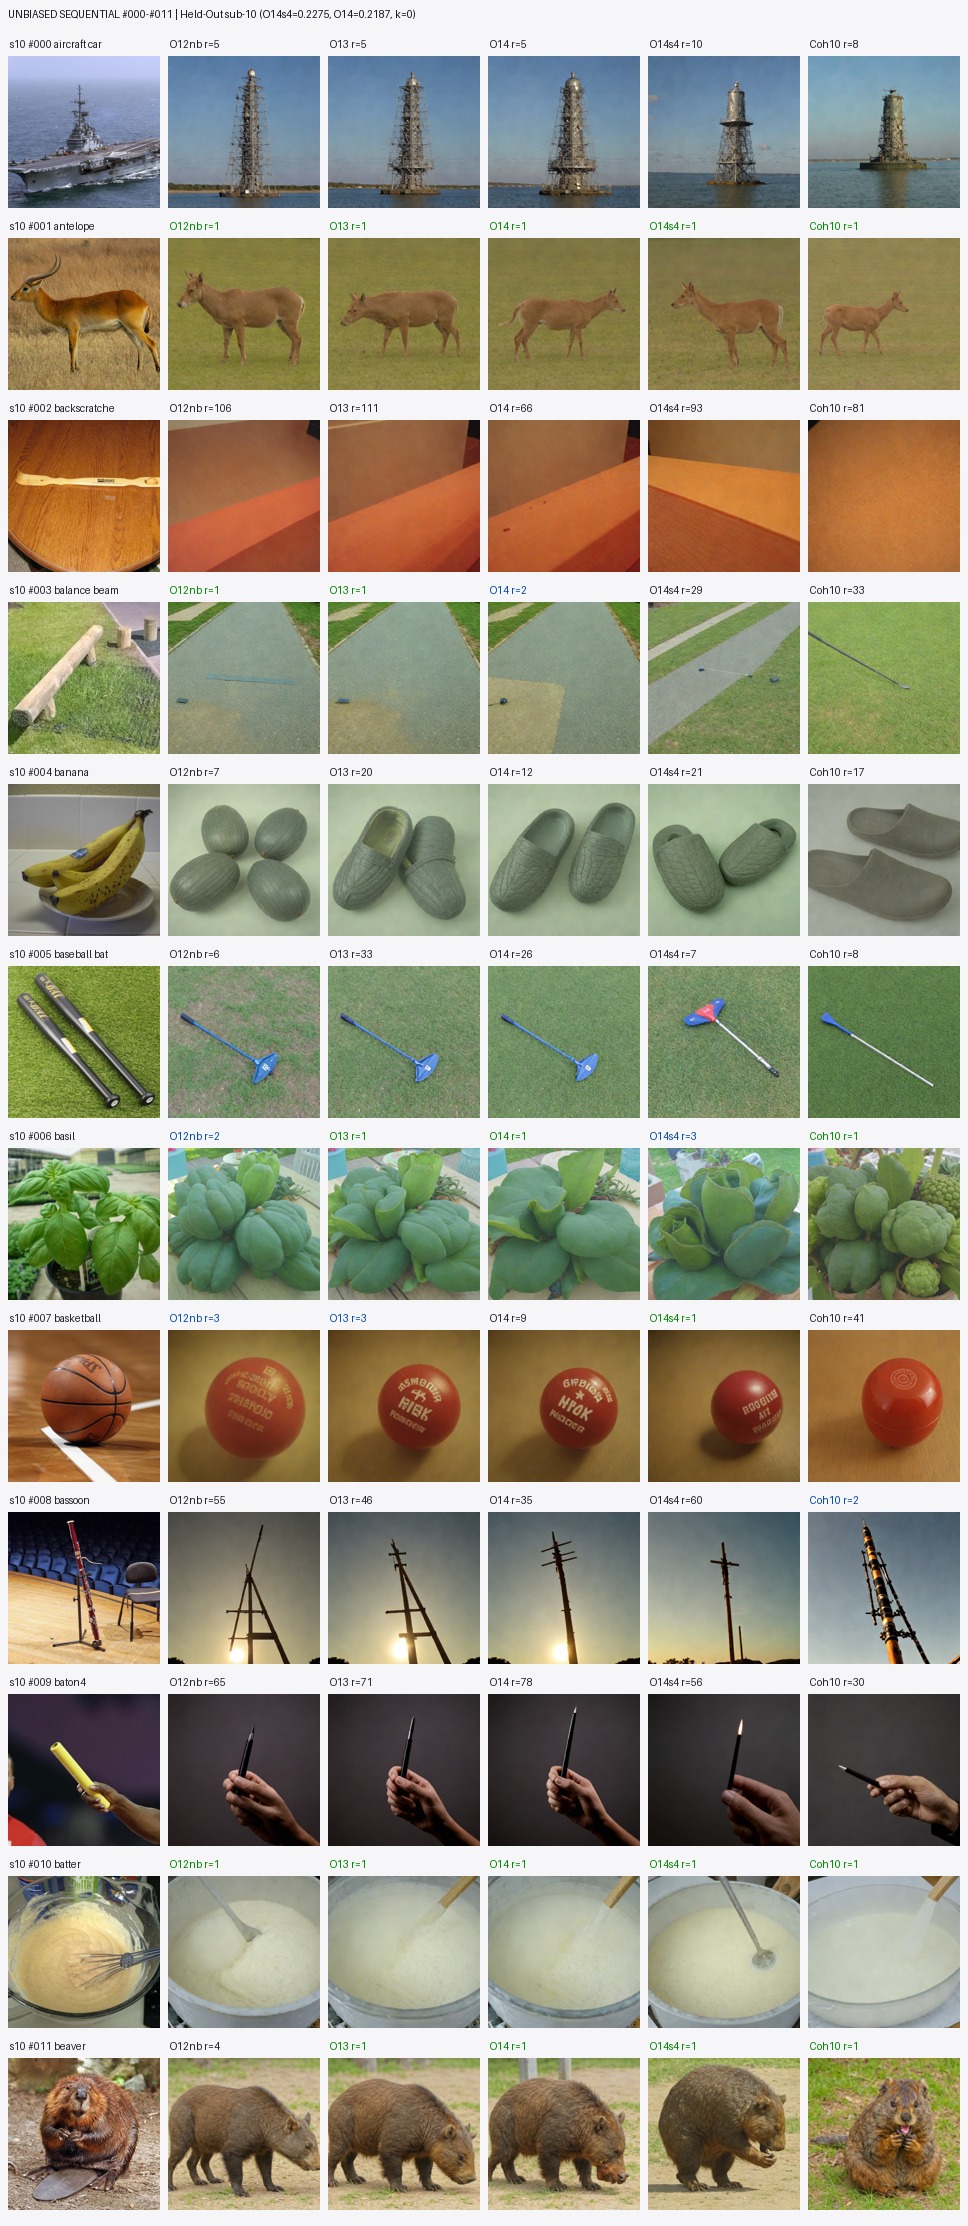 UNBIASED SEQUENTIAL #000-#011 | Held-Out sub-10 (O14s4=0.2275, O14=0.2187, k=0)
s10 #000 aircraft car O12nb r=5 O13 r=5 O14 r=5 O14s4 r=10 Coh10 r=8
s10 #001 antelope O12nb r=1 O13 r=1 O14 r=1 O14s4 r=1 Coh10 r=1
s10 #002 backscratche O12nb r=106 O13 r=111 O14 r=66 O14s4 r=93 Coh10 r=81
s10 #003 balance beam O12nb r=1 O13 r=1 O14 r=2 O14s4 r=29 Coh10 r=33
s10 #004 banana O12nb r=7 O13 r=20 O14 r=12 O14s4 r=21 Coh10 r=17
s10 #005 baseball bat O12nb r=6 O13 r=33 O14 r=26 O14s4 r=7 Coh10 r=8
s10 #006 basil O12nb r=2 O13 r=1 O14 r=1 O14s4 r=3 Coh10 r=1
s10 #007 basketball O12nb r=3 O13 r=3 O14 r=9 O14s4 r=1 Coh10 r=41
s10 #008 bassoon O12nb r=55 O13 r=46 O14 r=35 O14s4 r=60 Coh10 r=2
s10 #009 baton4 O12nb r=65 O13 r=71 O14 r=78 O14s4 r=56 Coh10 r=30
s10 #010 batter O12nb r=1 O13 r=1 O14 r=1 O14s4 r=1 Coh10 r=1
s10 #011 beaver O12nb r=4 O13 r=1 O14 r=1 O14s4 r=1 Coh10 r=1